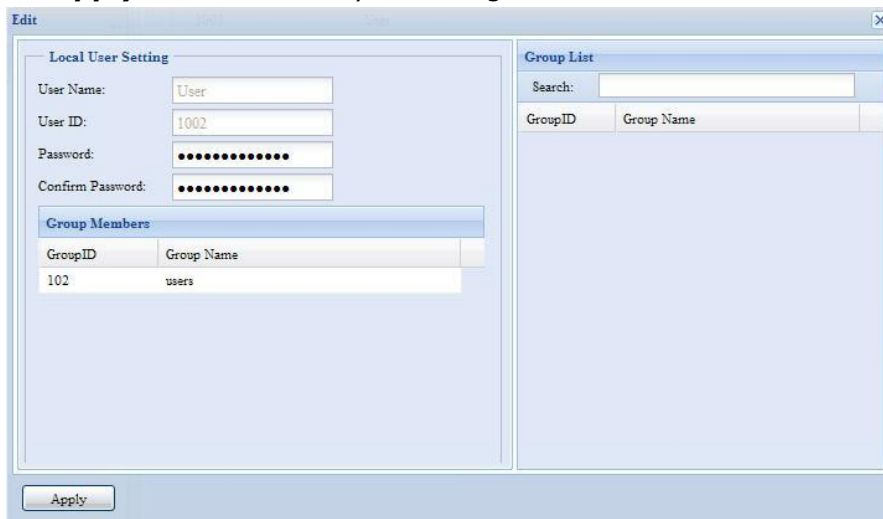 Edit
Local User Setting
User Name:
User
User ID:
1002
Password:
●●●●●●●●●●●●●
Confirm Password:
●●●●●●●●●●●●●
Group Members
GroupID Group Name
102 users
Group List
Search:
GroupID Group Name
Apply